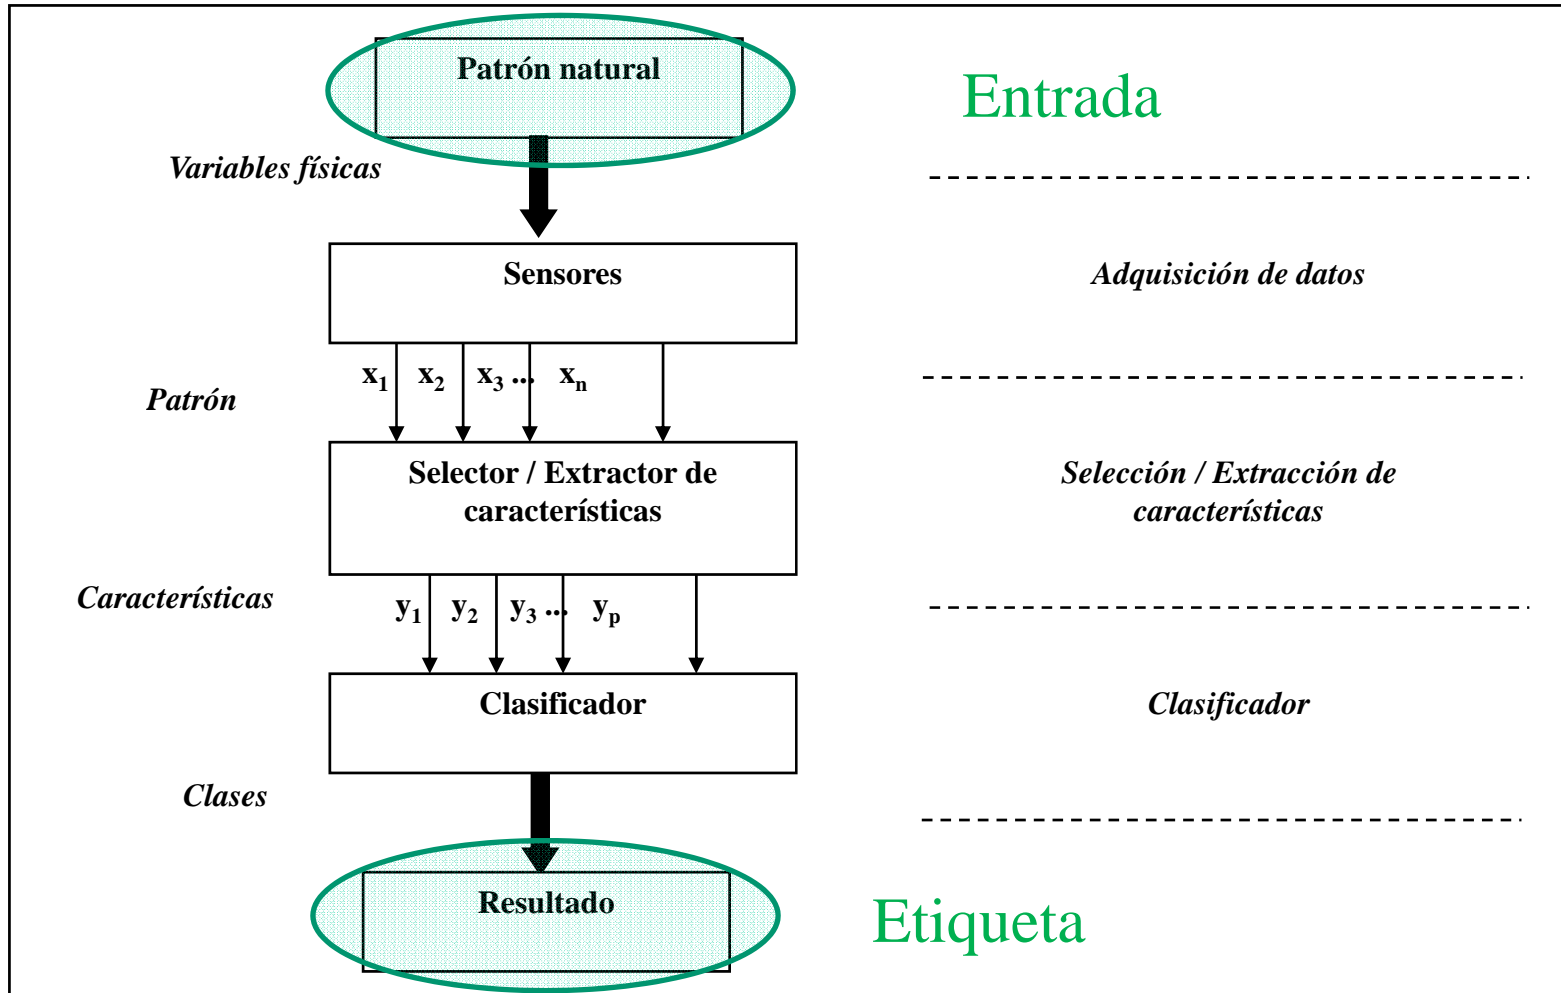 Patrón natural
Entrada
Variables físicas
Sensores
Adquisición de datos
x1 x2 x3 ... xn
Patrón
Selector / Extractor de
características
Selección / Extracción de
características
Características
y1 y2 y3 ... yp
Clasificador
Clasificador
Clases
Resultado
Etiqueta